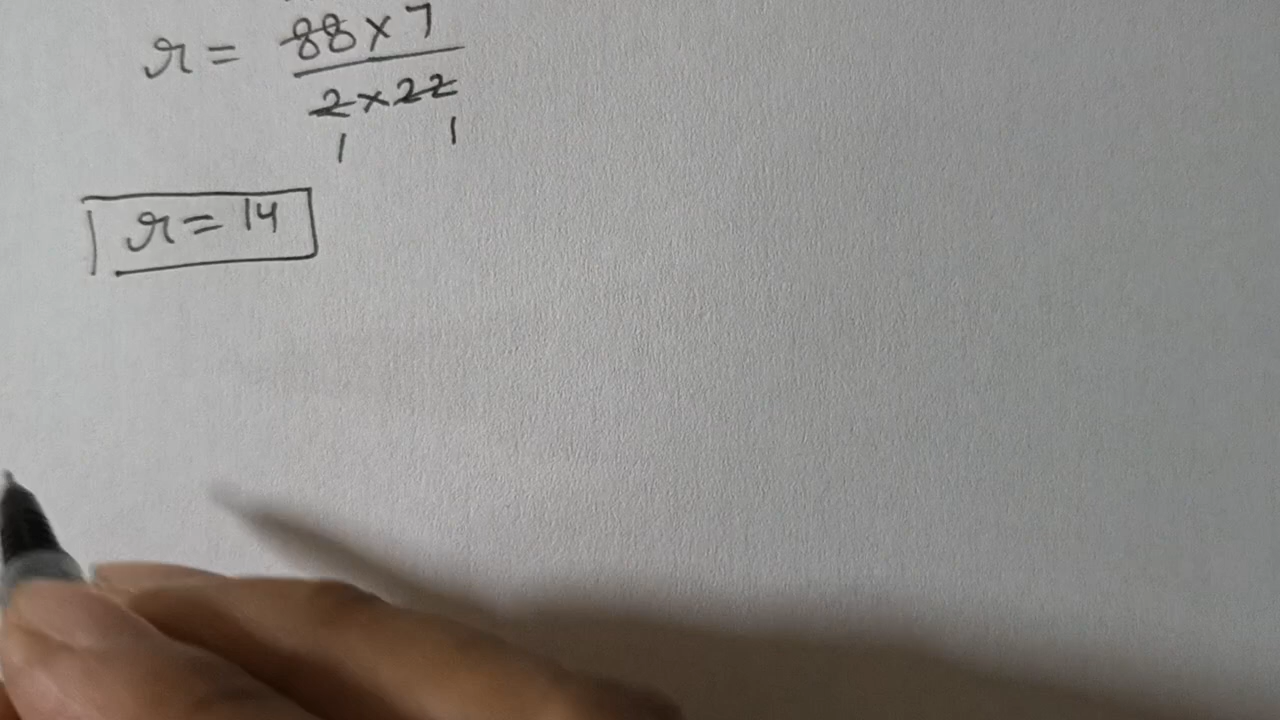 r = 88 × 7
2 × 22
1 1
r = 14